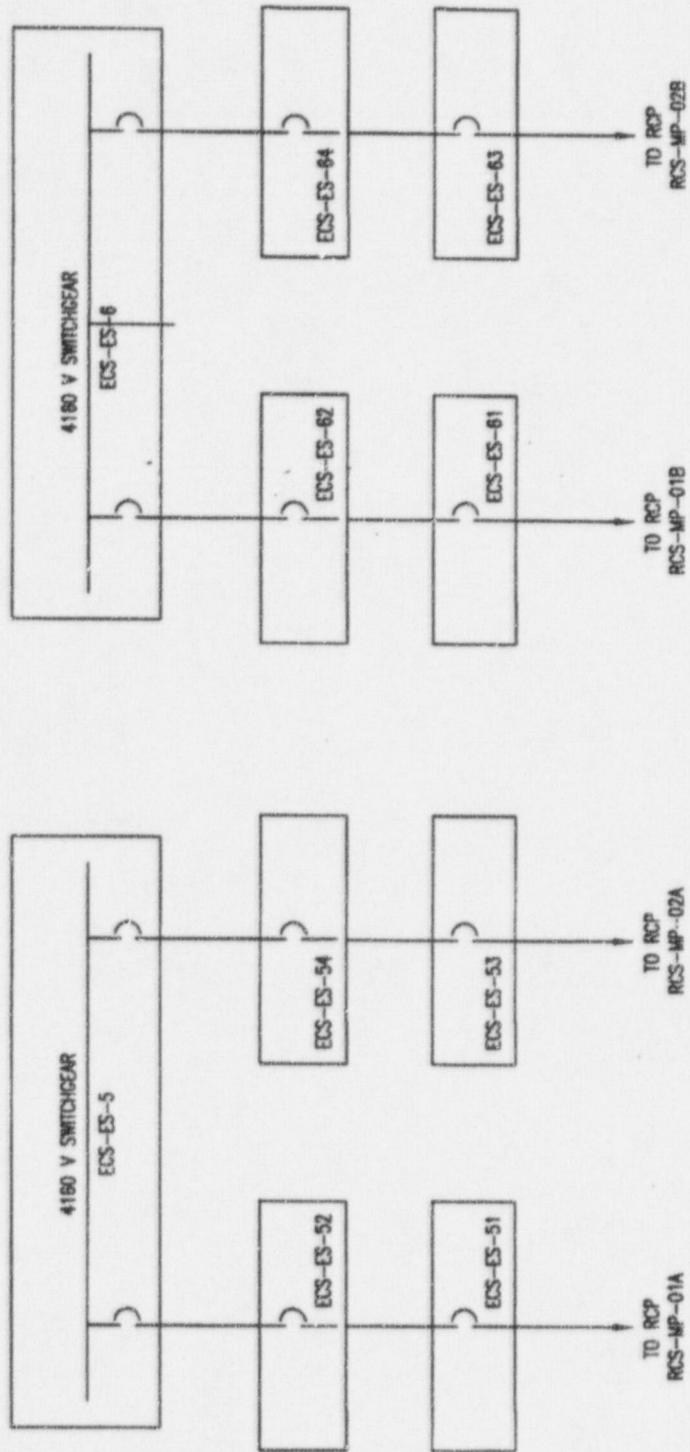 4160 V SWITCHGEAR
ECS-ES-5
ECS-ES-52
ECS-ES-54
ECS-ES-51
ECS-ES-53
TO RCP
RCS-MP-01A
TO RCP
RCS-MP-02A
4160 V SWITCHGEAR
ECS-ES-6
ECS-ES-62
ECS-ES-64
ECS-ES-61
ECS-ES-63
TO RCP
RCS-MP-01B
TO RCP
RCS-MP-02B